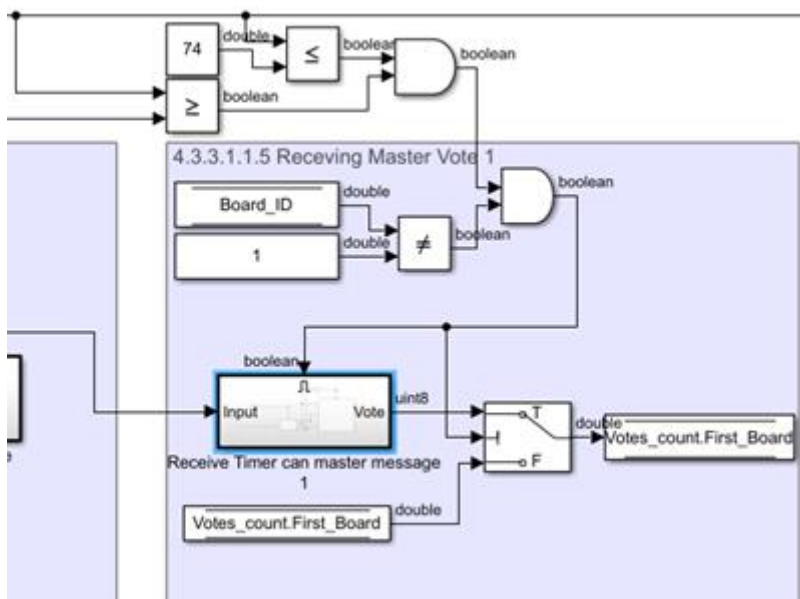 74
double
≤
boolean
boolean
≥
boolean
4.3.3.1.1.5 Receving Master Vote 1
Board_ID
double
boolean
1
double
≠
boolean
boolean
Input
Vote
uint8
T
F
double
Votes_count.First_Board
Receive Timer can master message
1
Votes_count.First_Board
double
e